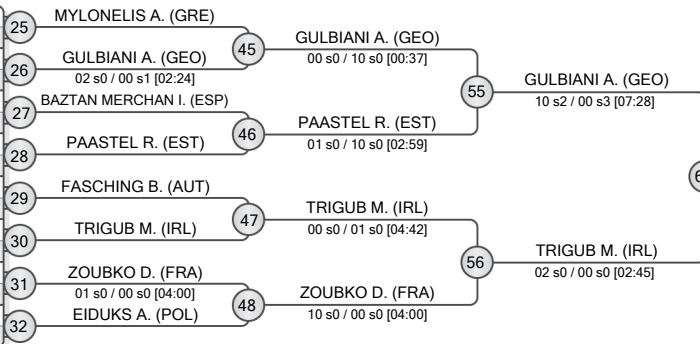 25
MYLONELIS A. (GRE)
26
GULBIANI A. (GEO)
02 s0 / 00 s1 [02:24]
45
GULBIANI A. (GEO)
00 s0 / 10 s0 [00:37]
27
BAZTAN MERCHAN I. (ESP)
28
PAASTEL R. (EST)
46
PAASTEL R. (EST)
01 s0 / 10 s0 [02:59]
55
GULBIANI A. (GEO)
10 s2 / 00 s3 [07:28]
29
FASCHING B. (AUT)
30
TRIGUB M. (IRL)
47
TRIGUB M. (IRL)
00 s0 / 01 s0 [04:42]
31
ZOUBKO D. (FRA)
01 s0 / 00 s0 [04:00]
32
EIDUKS A. (POL)
48
ZOUBKO D. (FRA)
10 s0 / 00 s0 [04:00]
56
TRIGUB M. (IRL)
02 s0 / 00 s0 [02:45]